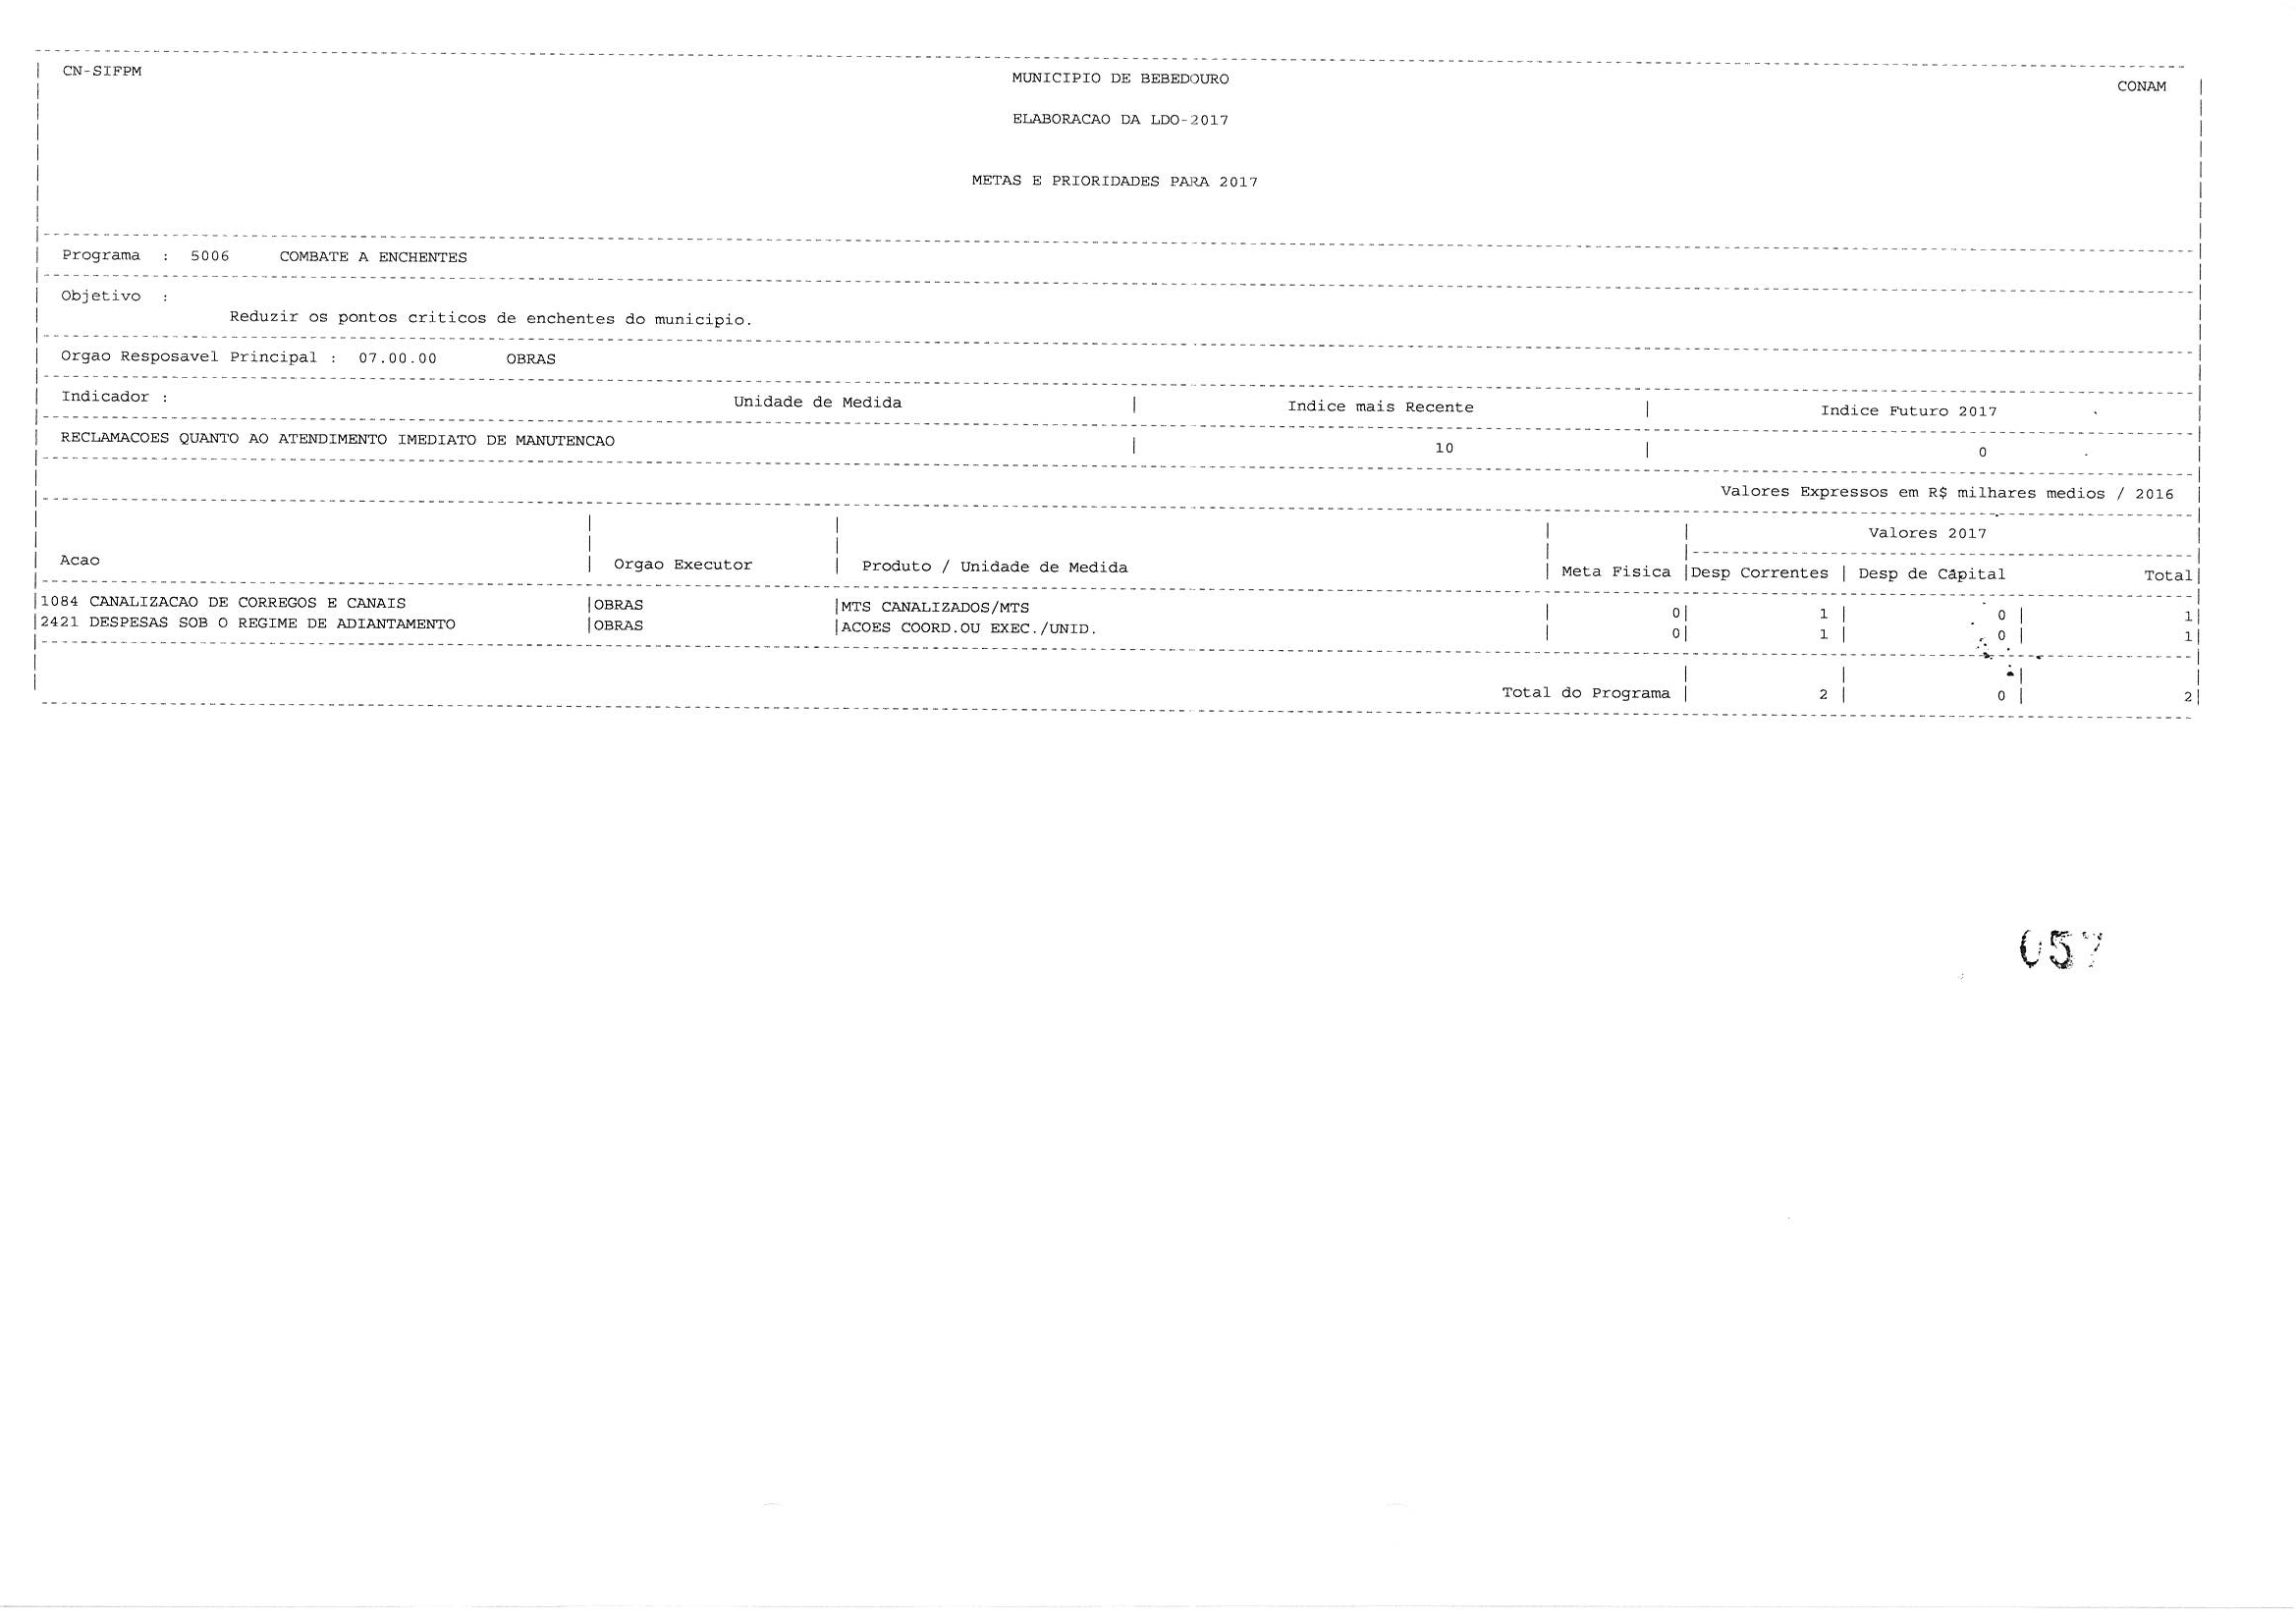 CN-SIFPM MUNICIPIO DE BEBEDOURO CONAM
ELABORACAO DA LDO-2017
METAS E PRIORIDADES PARA 2017
Programa : 5006 COMBATE A ENCHENTES
Objetivo :
Reduzir os pontos criticos de enchentes do municipio.
Orgao Resposavel Principal : 07.00.00 OBRAS
Indicador : Unidade de Medida | Indice mais Recente | Indice Futuro 2017
RECLAMACOES QUANTO AO ATENDIMENTO IMEDIATO DE MANUTENCAO | 10 | 0
Valores Expressos em R$ milhares medios / 2016
Valores 2017
Acao | Orgao Executor | Produto / Unidade de Medida | Meta Fisica | Desp Correntes | Desp de Capital Total
1084 CANALIZACAO DE CORREGOS E CANAIS | OBRAS | MTS CANALIZADOS/MTS | 0 | 1 | 0 | 1
2421 DESPESAS SOB O REGIME DE ADIANTAMENTO | OBRAS | ACOES COORD.OU EXEC./UNID. | 0 | 1 | 0 | 1
Total do Programa | 2 | 0 | 2
057